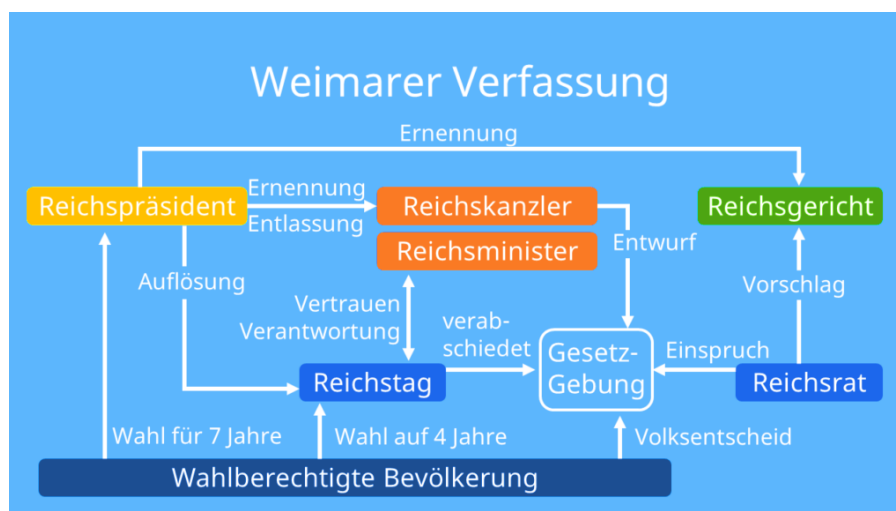 Weimarer Verfassung
Ernennung
Reichspräsident
Ernennung
Entlassung
Reichskanzler
Reichsminister
Reichsgericht
Entwurf
Auflösung
Vertrauen
Verantwortung
Vorschlag
verab-
schiedet
Gesetz-
Gebung
Einspruch
Reichstag
Reichsrat
Wahl für 7 Jahre
Wahl auf 4 Jahre
Volksentscheid
Wahlberechtigte Bevölkerung